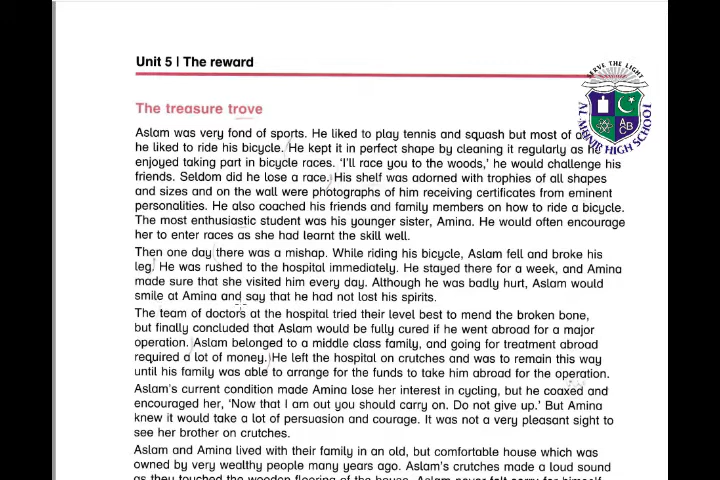 Unit 5 | The reward
SERVE THE LIGHT
AL MUNIR HIGH SCHOOL
A
B C
The treasure trove
Aslam was very fond of sports. He liked to play tennis and squash but most of
he liked to ride his bicycle. He kept it in perfect shape by cleaning it regularly as he
enjoyed taking part in bicycle races. ‘I’ll race you to the woods,’ he would challenge his
friends. Seldom did he lose a race. His shelf was adorned with trophies of all shapes
and sizes and on the wall were photographs of him receiving certificates from eminent
personalities. He also coached his friends and family members on how to ride a bicycle.
The most enthusiastic student was his younger sister, Amina. He would often encourage
her to enter races as she had learnt the skill well.
Then one day there was a mishap. While riding his bicycle, Aslam fell and broke his
leg. He was rushed to the hospital immediately. He stayed there for a week, and Amina
made sure that she visited him every day. Although he was badly hurt, Aslam would
smile at Amina and say that he had not lost his spirits.
The team of doctors at the hospital tried their level best to mend the broken bone,
but finally concluded that Aslam would be fully cured if he went abroad for a major
operation. Aslam belonged to a middle class family, and going for treatment abroad
required a lot of money. He left the hospital on crutches and was to remain this way
until his family was able to arrange for the funds to take him abroad for the operation.
Aslam’s current condition made Amina lose her interest in cycling, but he coaxed and
encouraged her, ‘Now that I am out you should carry on. Do not give up.’ But Amina
knew it would take a lot of persuasion and courage. It was not a very pleasant sight to
see her brother on crutches.
Aslam and Amina lived with their family in an old, but comfortable house which was
owned by very wealthy people many years ago. Aslam’s crutches made a loud sound
as they touched the wooden flooring of the house. Aslam never felt sorry for himself